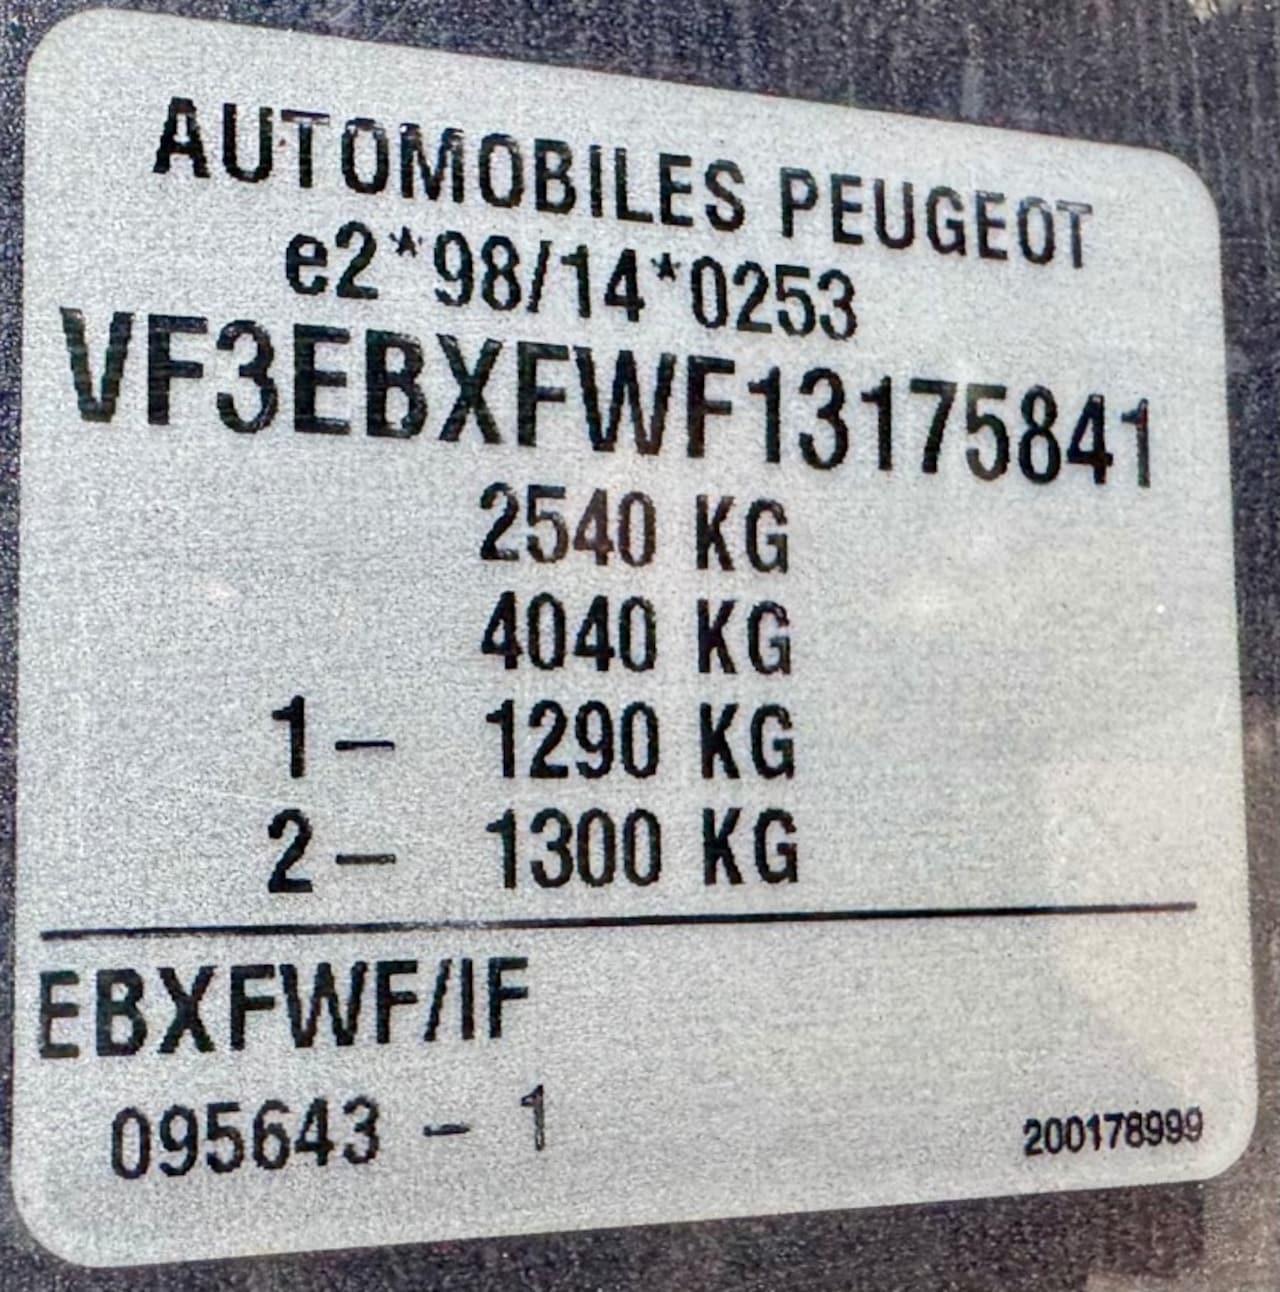 AUTOMOBILES PEUGEOT
e2*98/14*0253
VF3EBXFWF13175841
2540 KG
4040 KG
1- 1290 KG
2- 1300 KG
EBXFWF/IF
095643 - 1
200178999